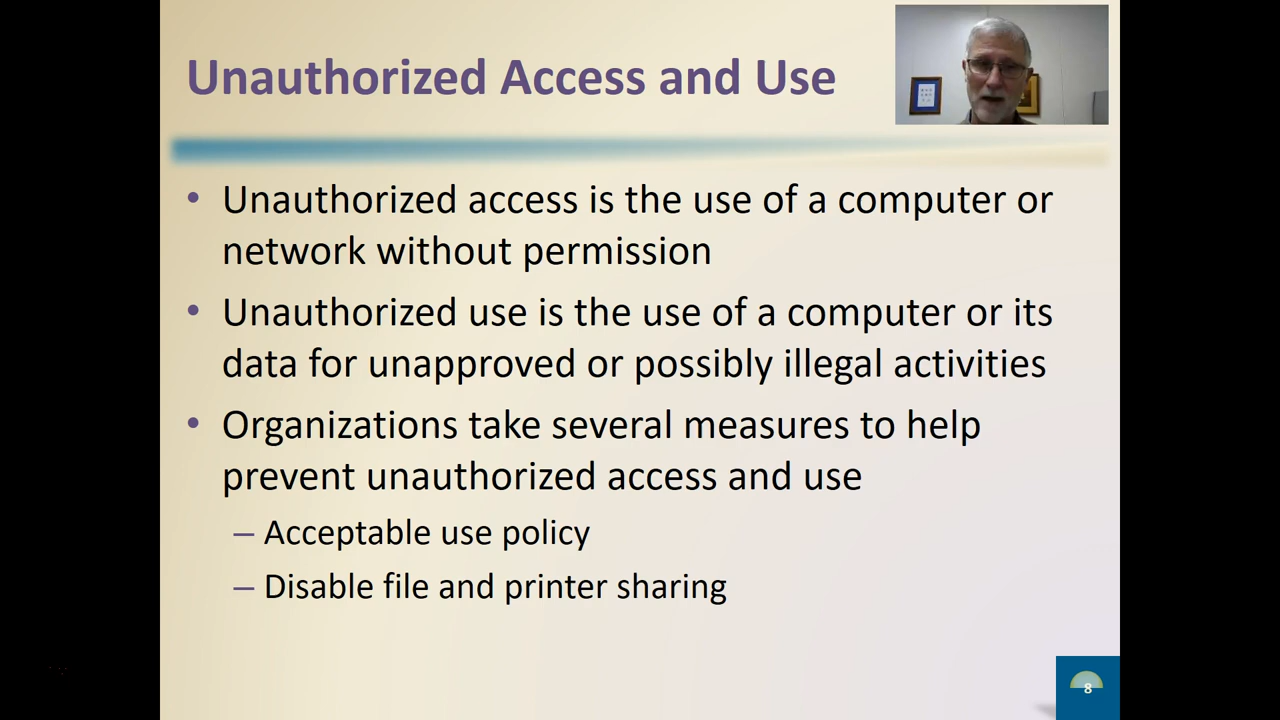 Unauthorized Access and Use
• Unauthorized access is the use of a computer or
network without permission
• Unauthorized use is the use of a computer or its
data for unapproved or possibly illegal activities
• Organizations take several measures to help
prevent unauthorized access and use
– Acceptable use policy
– Disable file and printer sharing
8